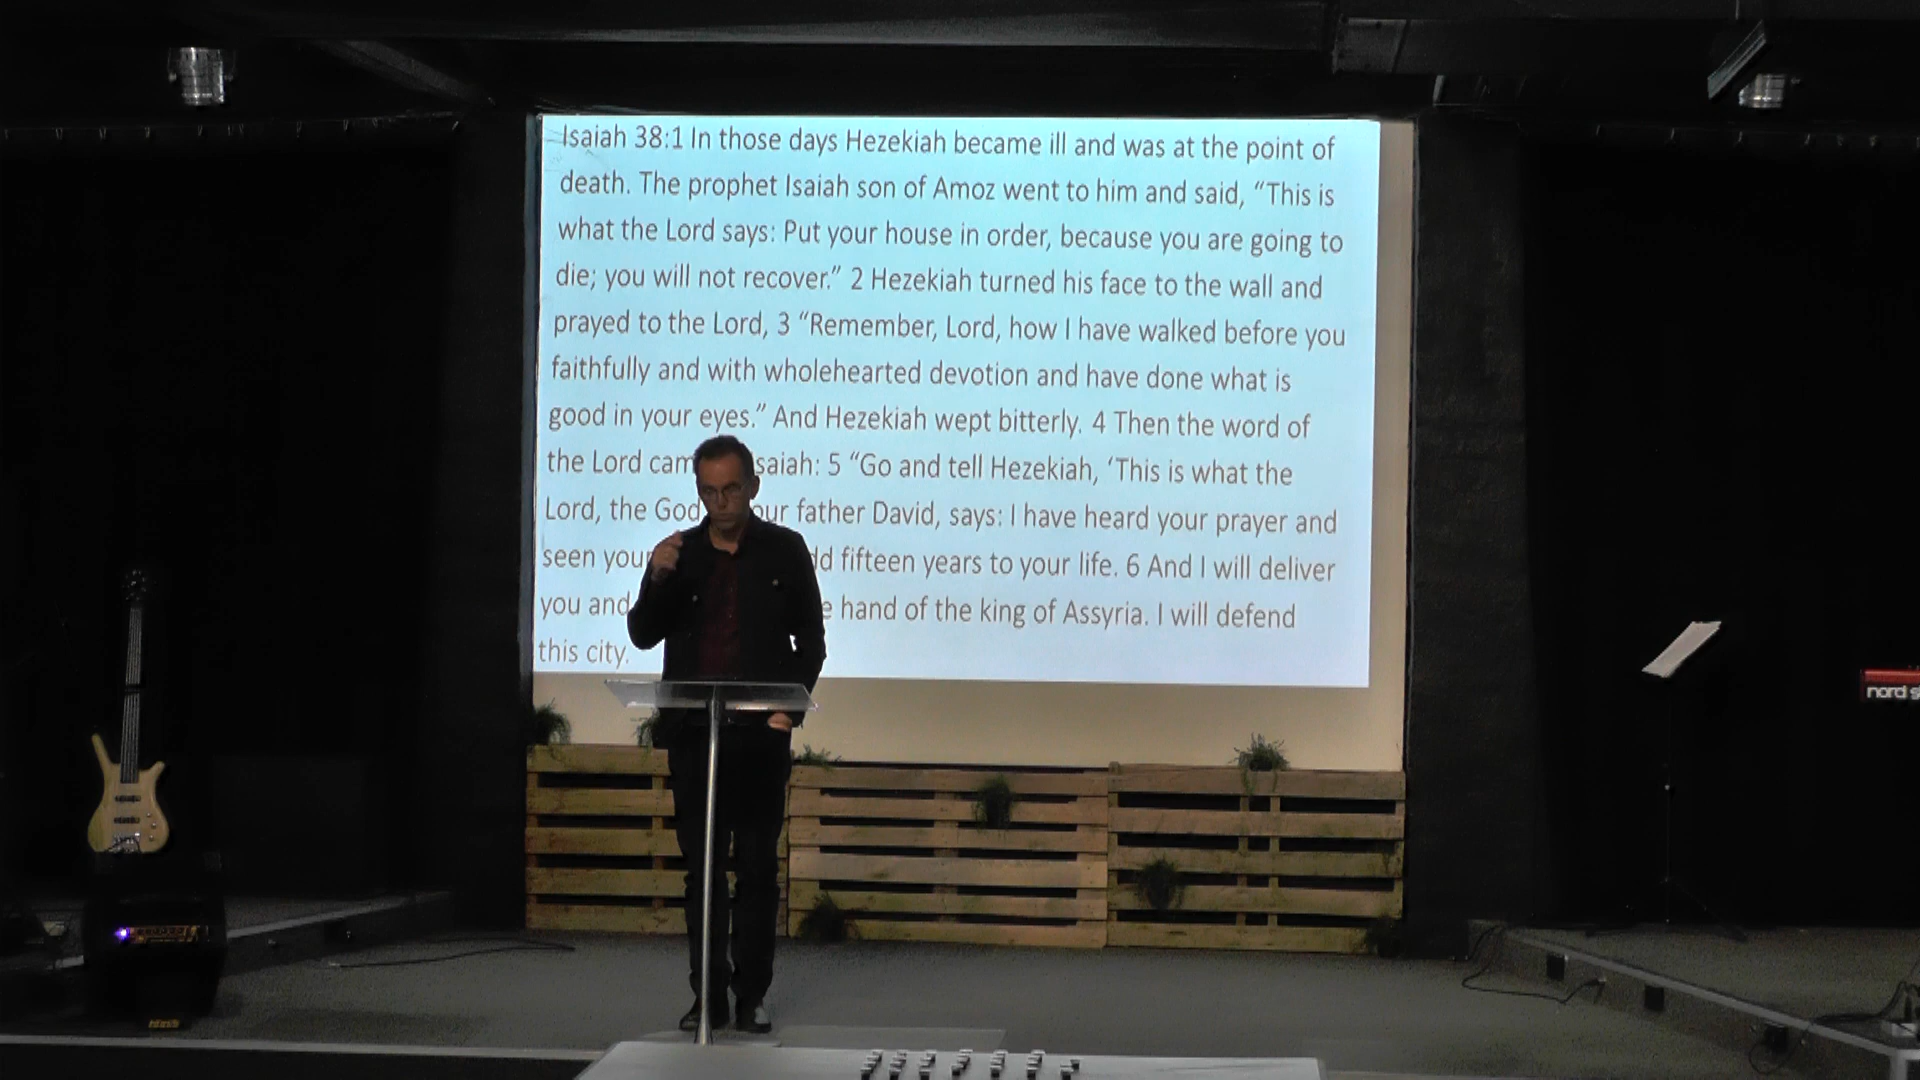 Isaiah 38:1 In those days Hezekiah became ill and was at the point of
death. The prophet Isaiah son of Amoz went to him and said, “This is
what the Lord says: Put your house in order, because you are going to
die; you will not recover.” 2 Hezekiah turned his face to the wall and
prayed to the Lord, 3 “Remember, Lord, how I have walked before you
faithfully and with wholehearted devotion and have done what is
good in your eyes.” And Hezekiah wept bitterly. 4 Then the word of
the Lord cam saiah: 5 “Go and tell Hezekiah, ‘This is what the
Lord, the God our father David, says: I have heard your prayer and
seen your dd fifteen years to your life. 6 And I will deliver
you and e hand of the king of Assyria. I will defend
this city.
nord s